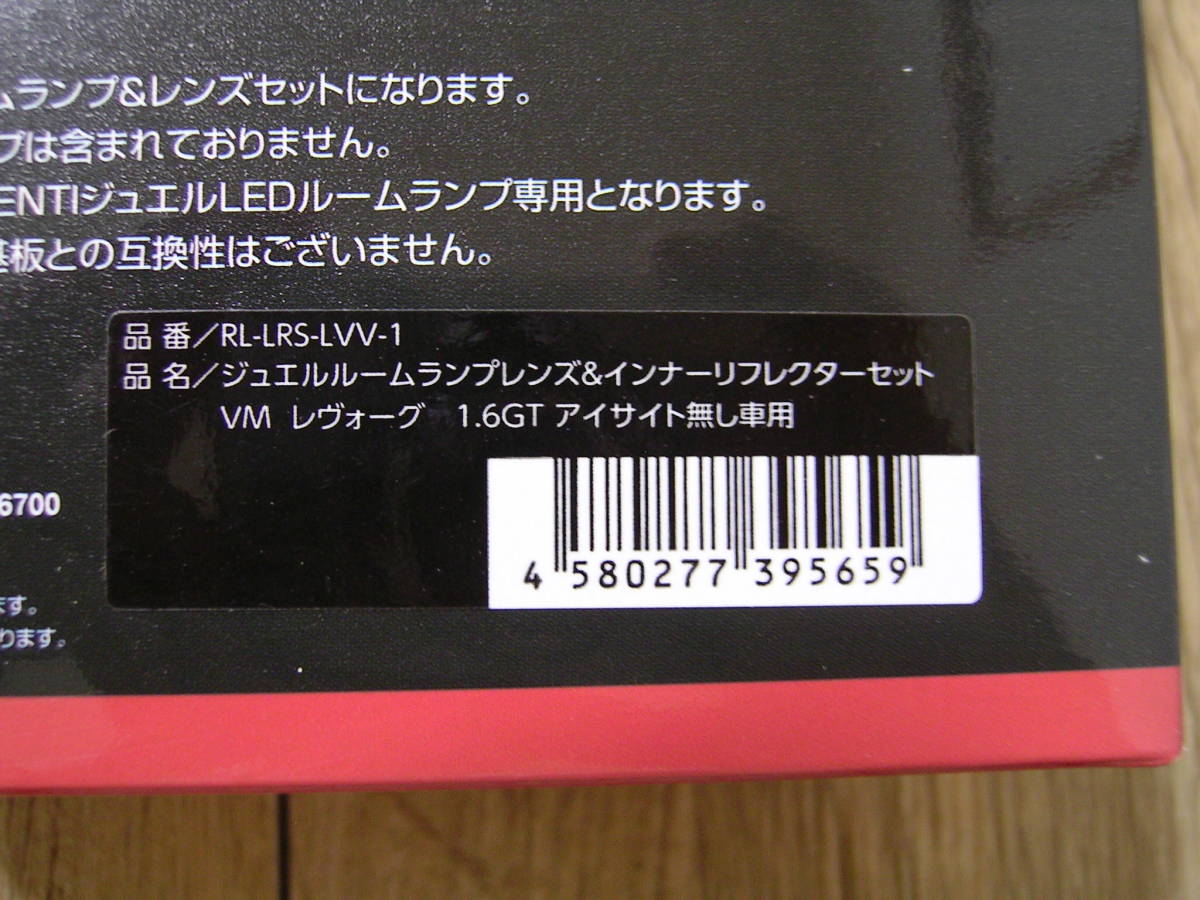 ムランプ&レンズセットになります。
プは含まれておりません。
ENTIジュエルLEDルームランプ専用となります。
基板との互換性はございません。
品 番／RL-LRS-LVV-1
品 名／ジュエルルームランプレンズ&インナーリフレクターセット
VM レヴォーグ 1.6GT アイサイト無し車用
6700
4 580277 395659
ます。
ります。